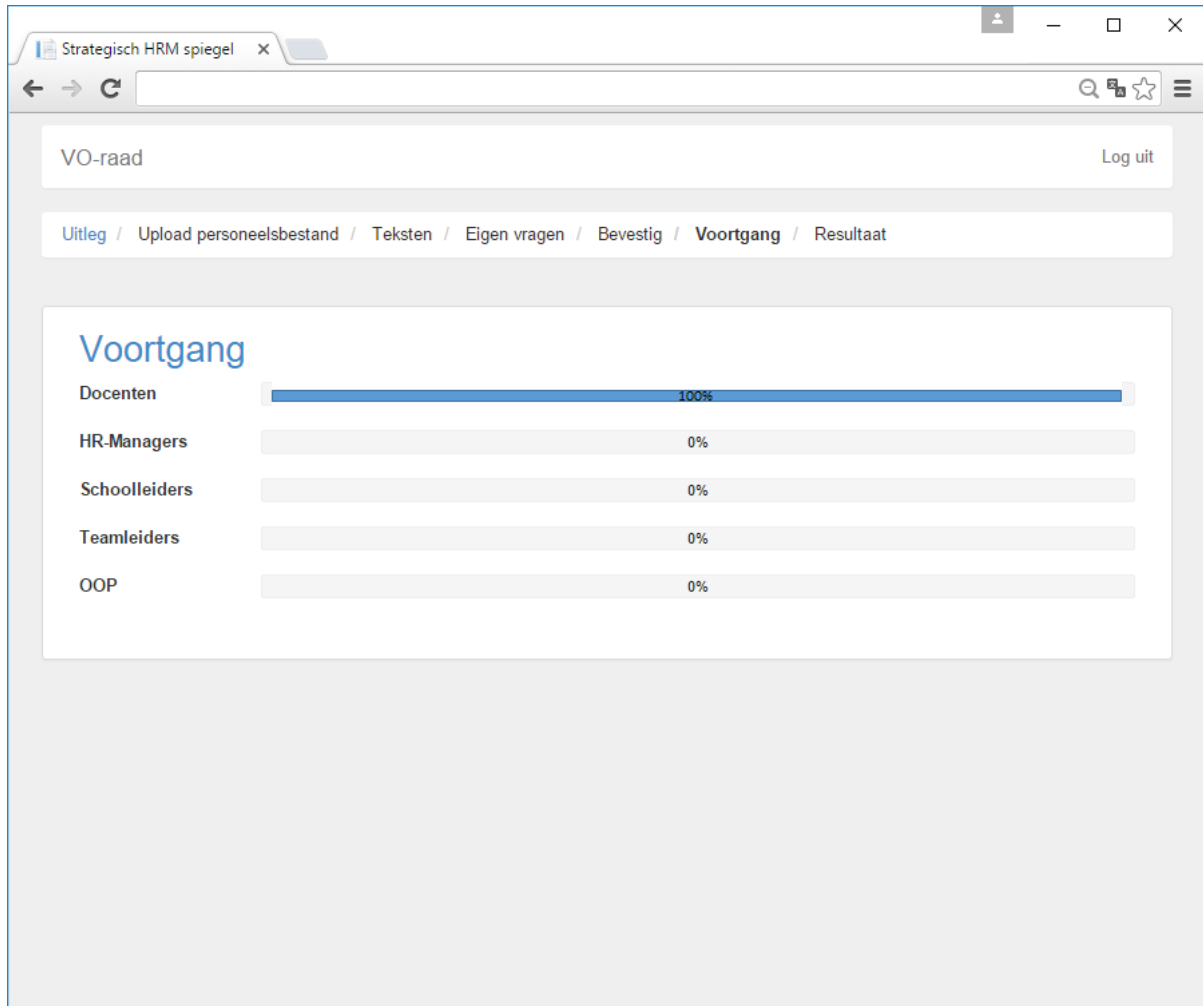 Strategisch HRM spiegel
VO-raad Log uit
Uitleg / Upload personeelsbestand / Teksten / Eigen vragen / Bevestig / Voortgang / Resultaat
Voortgang
Docenten 100%
HR-Managers 0%
Schoolleiders 0%
Teamleiders 0%
OOP 0%